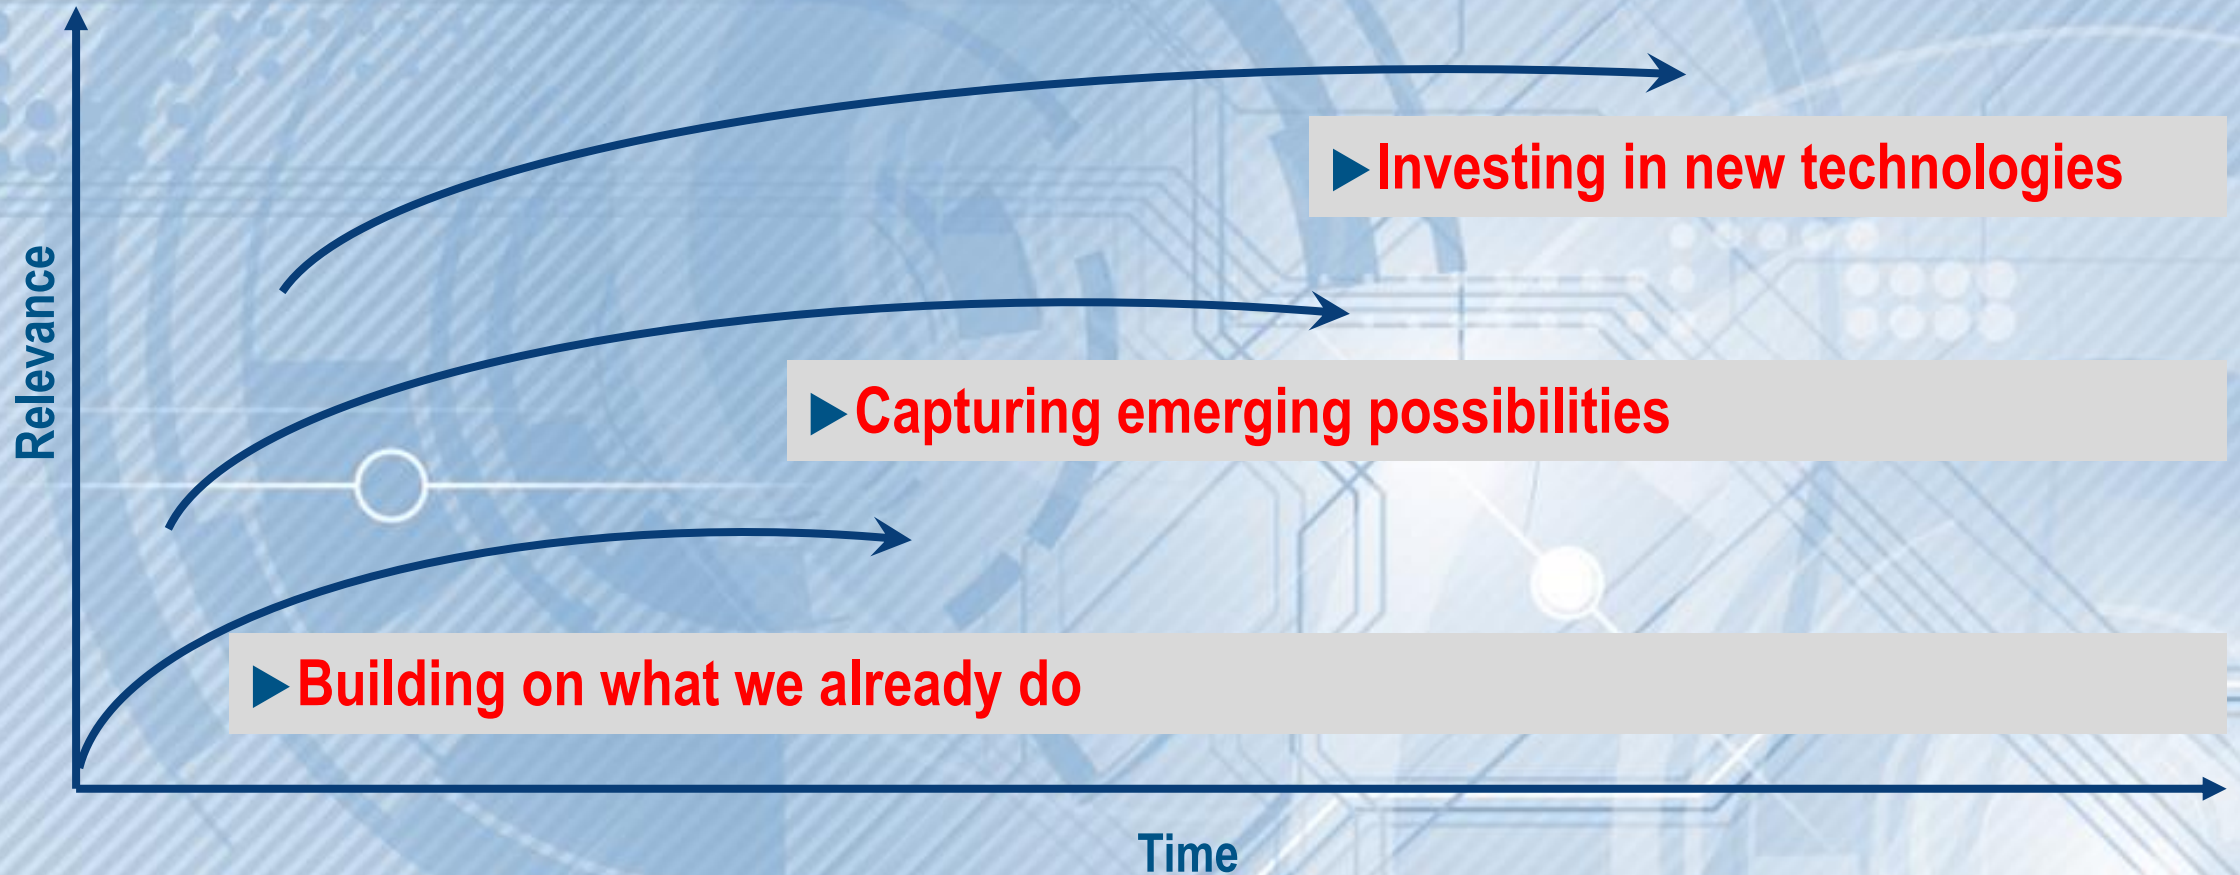 Relevance
Investing in new technologies
Capturing emerging possibilities
Building on what we already do
Time